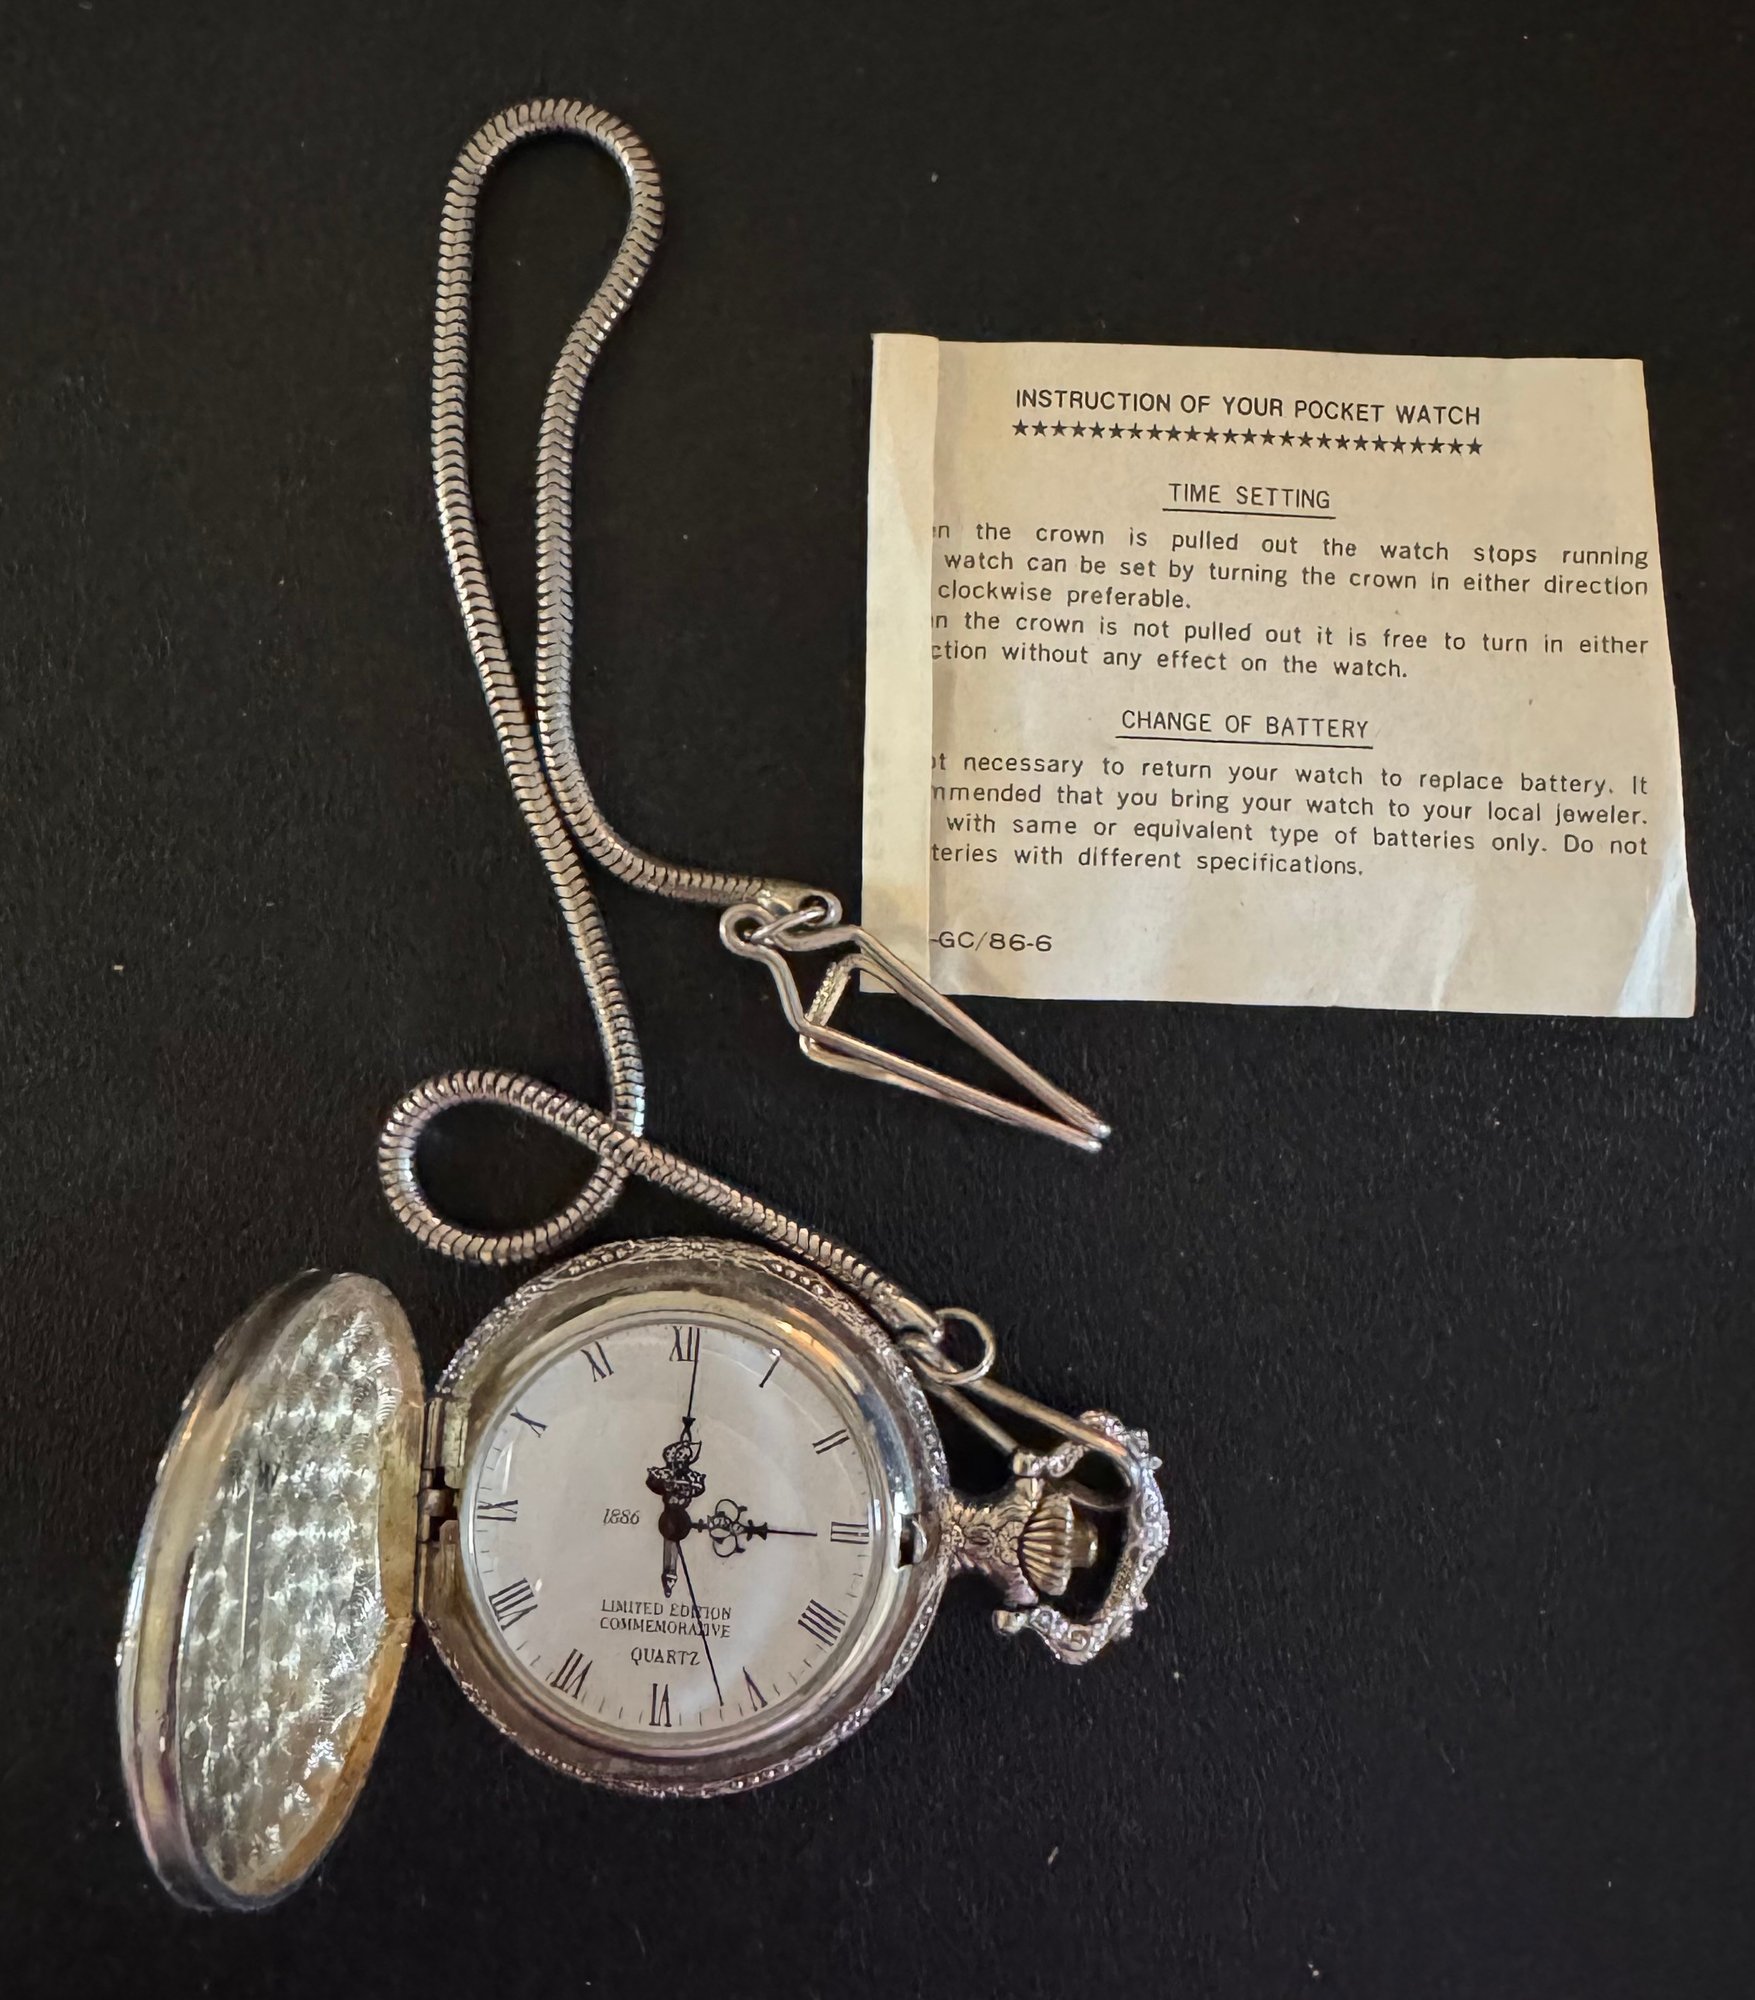 INSTRUCTION OF YOUR POCKET WATCH
★★★★★★★★★★★★★★★★★★★★★★★★★
TIME SETTING
n the crown is pulled out the watch stops running
watch can be set by turning the crown in either direction
clockwise preferable.
n the crown is not pulled out it is free to turn in either
ction without any effect on the watch.
CHANGE OF BATTERY
t necessary to return your watch to replace battery. It
mmended that you bring your watch to your local jeweler.
with same or equivalent type of batteries only. Do not
teries with different specifications.
-GC/86-6
XII
I
II
III
IIII
V
VI
VII
VIII
IX
X
XI
1886
LIMITED EDITION
COMMEMORATIVE
QUARTZ